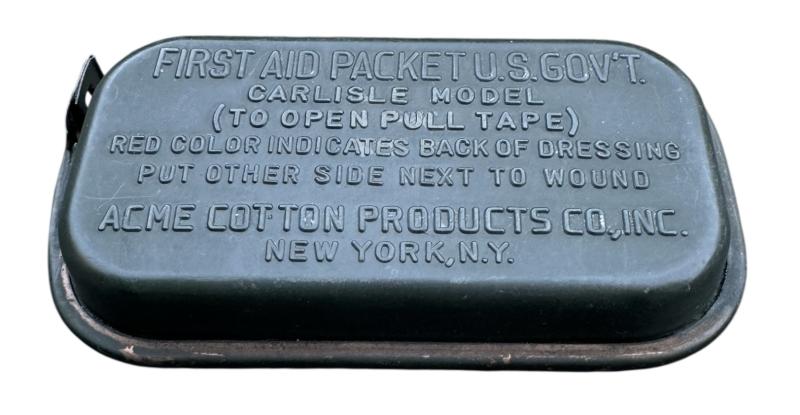 FIRST AID PACKET U.S. GOV'T.
CARLISLE MODEL
(TO OPEN PULL TAPE)
RED COLOR INDICATES BACK OF DRESSING
PUT OTHER SIDE NEXT TO WOUND
ACME COTTON PRODUCTS CO., INC.
NEW YORK, N.Y.